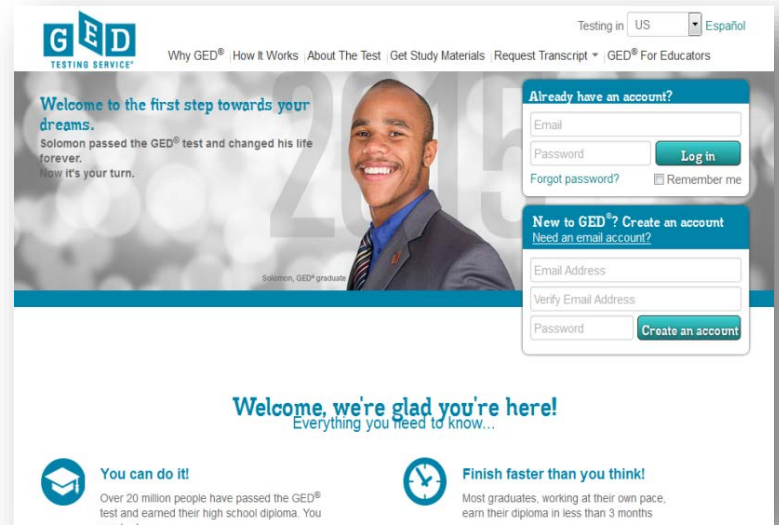 GED
TESTING SERVICE®
Testing in US Español
Why GED® | How It Works | About The Test | Get Study Materials | Request Transcript | GED® For Educators
2015
Welcome to the first step towards your
dreams.
Solomon passed the GED® test and changed his life
forever.
Now it's your turn.
Solomon, GED® graduate
Already have an account?
Email
Password
Log in
Forgot password?
Remember me
New to GED®? Create an account
Need an email account?
Email Address
Verify Email Address
Password
Create an account
Welcome, we're glad you're here!
Everything you need to know...
You can do it!
Over 20 million people have passed the GED®
test and earned their high school diploma. You
Finish faster than you think!
Most graduates, working at their own pace,
earn their diploma in less than 3 months